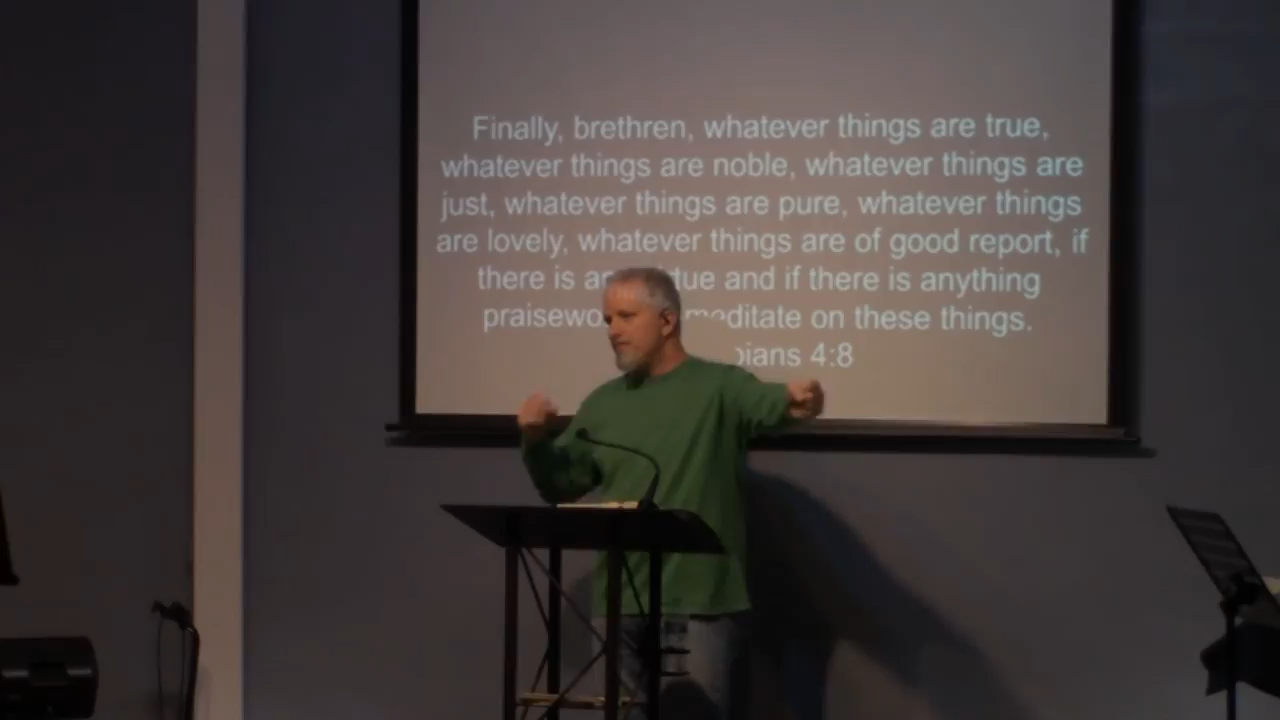 Finally, brethren, whatever things are true,
whatever things are noble, whatever things are
just, whatever things are pure, whatever things
are lovely, whatever things are of good report, if
there is and if there is anything
meditate on these things.
4:8